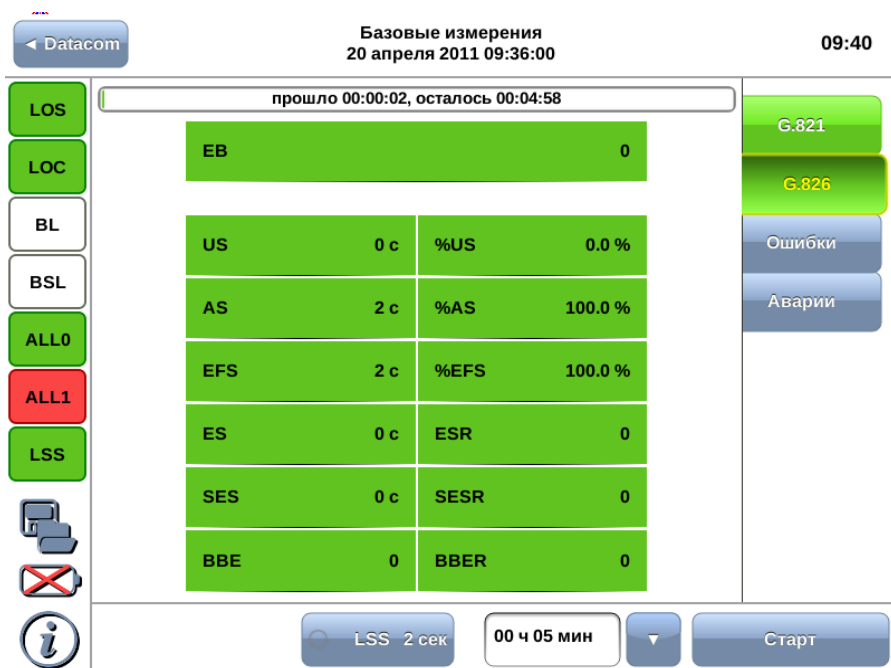 ◄ Datacom
Базовые измерения
20 апреля 2011 09:36:00
09:40
LOS
LOC
BL
BSL
ALL0
ALL1
LSS
прошло 00:00:02, осталось 00:04:58
EB 0
US 0 с %US 0.0 %
AS 2 с %AS 100.0 %
EFS 2 с %EFS 100.0 %
ES 0 с ESR 0
SES 0 с SESR 0
BBE 0 BBER 0
G.821
G.826
Ошибки
Аварии
i
LSS 2 сек
00 ч 05 мин
▼
Старт